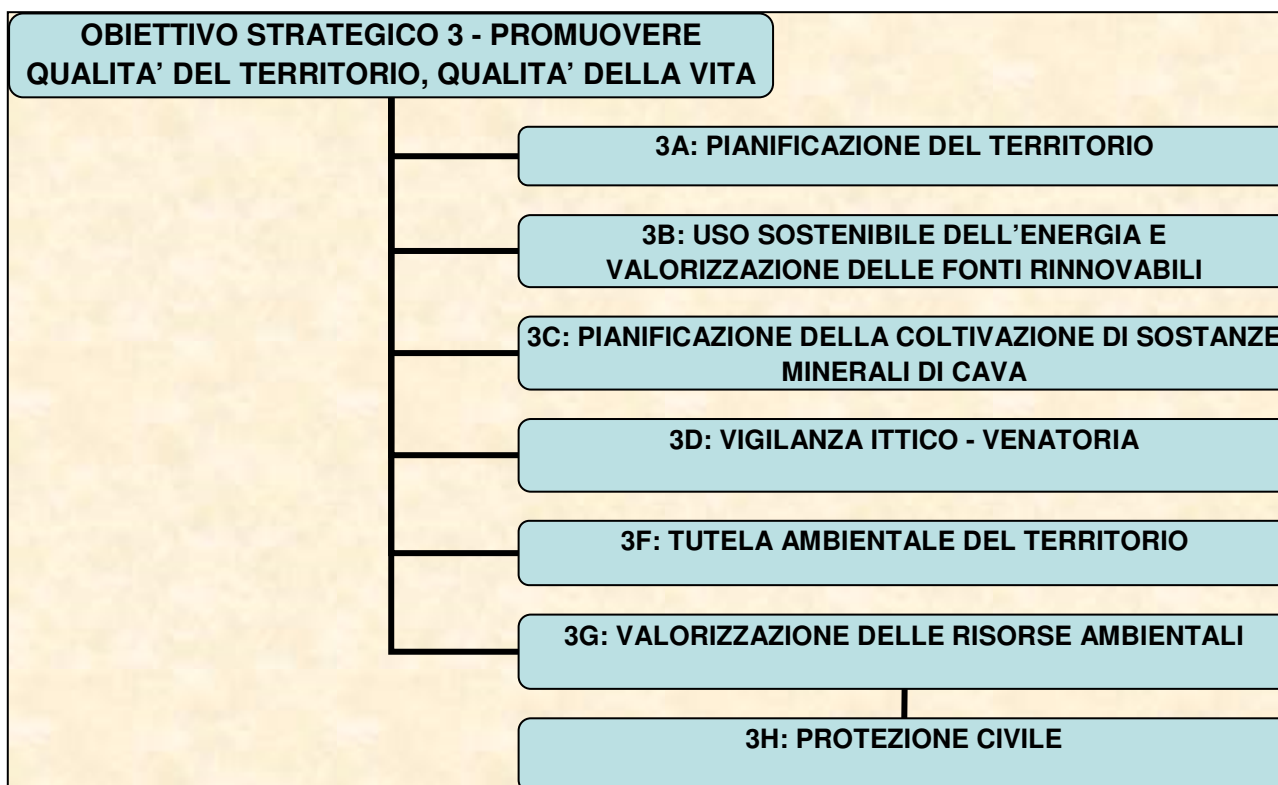 OBIETTIVO STRATEGICO 3 - PROMUOVERE
QUALITA’ DEL TERRITORIO, QUALITA’ DELLA VITA
3A: PIANIFICAZIONE DEL TERRITORIO
3B: USO SOSTENIBILE DELL’ENERGIA E
VALORIZZAZIONE DELLE FONTI RINNOVABILI
3C: PIANIFICAZIONE DELLA COLTIVAZIONE DI SOSTANZE
MINERALI DI CAVA
3D: VIGILANZA ITTICO - VENATORIA
3F: TUTELA AMBIENTALE DEL TERRITORIO
3G: VALORIZZAZIONE DELLE RISORSE AMBIENTALI
3H: PROTEZIONE CIVILE